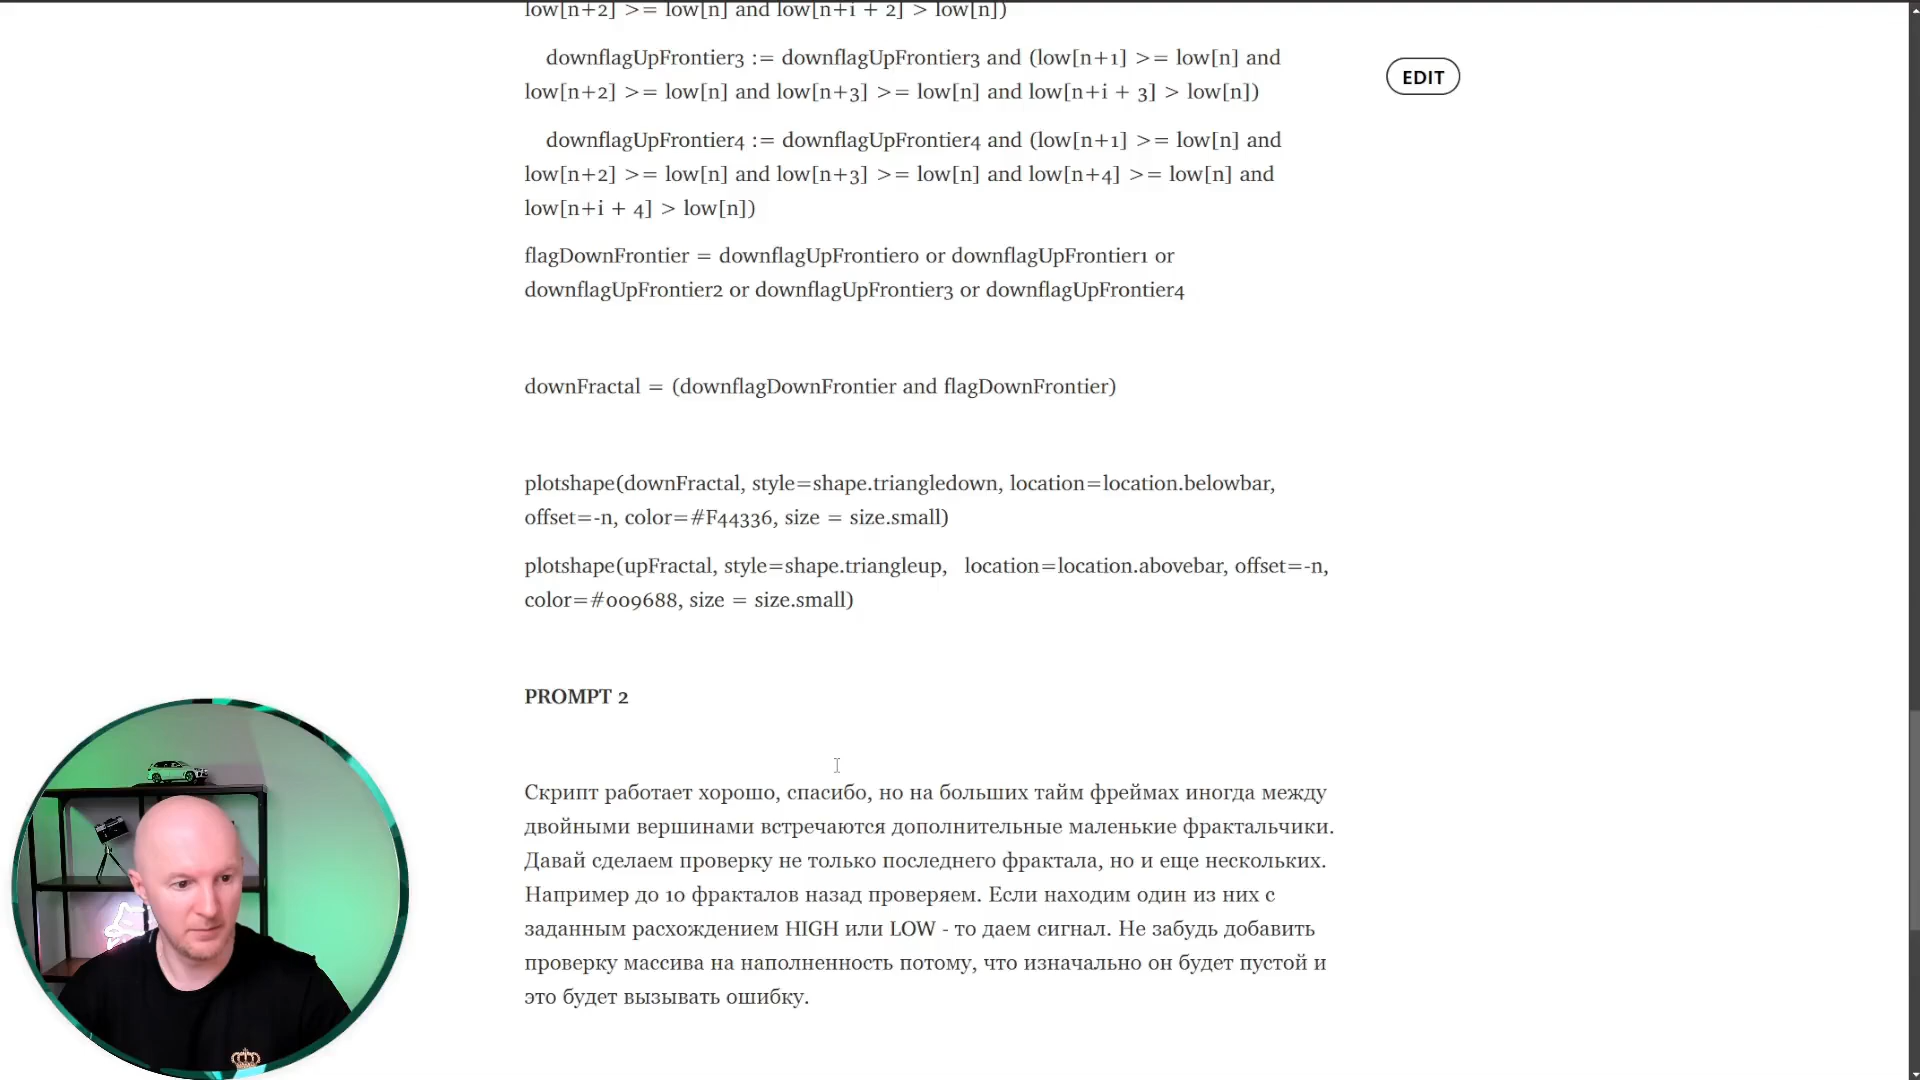 low[n+2] >= low[n] and low[n+i + 2] > low[n])
downflagUpFrontier3 := downflagUpFrontier3 and (low[n+1] >= low[n] and
low[n+2] >= low[n] and low[n+3] >= low[n] and low[n+i + 3] > low[n])
EDIT
downflagUpFrontier4 := downflagUpFrontier4 and (low[n+1] >= low[n] and
low[n+2] >= low[n] and low[n+3] >= low[n] and low[n+4] >= low[n] and
low[n+i + 4] > low[n])
flagDownFrontier = downflagUpFrontier0 or downflagUpFrontier1 or
downflagUpFrontier2 or downflagUpFrontier3 or downflagUpFrontier4
downFractal = (downflagDownFrontier and flagDownFrontier)
plotshape(downFractal, style=shape.triangledown, location=location.belowbar,
offset=-n, color=#F44336, size = size.small)
plotshape(upFractal, style=shape.triangleup,   location=location.abovebar, offset=-n,
color=#009688, size = size.small)
PROMPT 2
Скрипт работает хорошо, спасибо, но на больших тайм фреймах иногда между
двойными вершинами встречаются дополнительные маленькие фрактальчики.
Давай сделаем проверку не только последнего фрактала, но и еще нескольких.
Например до 10 фракталов назад проверяем. Если находим один из них с
заданным расхождением HIGH или LOW - то даем сигнал. Не забудь добавить
проверку массива на наполненность потому, что изначально он будет пустой и
это будет вызывать ошибку.